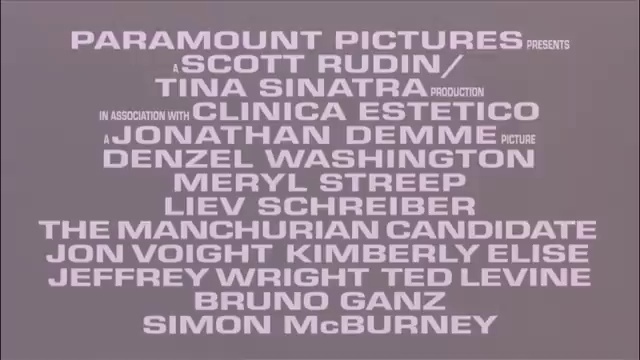 PARAMOUNT PICTURES PRESENTS
A SCOTT RUDIN/
TINA SINATRA PRODUCTION
IN ASSOCIATION WITH CLINICA ESTETICO
A JONATHAN DEMME PICTURE
DENZEL WASHINGTON
MERYL STREEP
LIEV SCHREIBER
THE MANCHURIAN CANDIDATE
JON VOIGHT KIMBERLY ELISE
JEFFREY WRIGHT TED LEVINE
BRUNO GANZ
SIMON McBURNEY